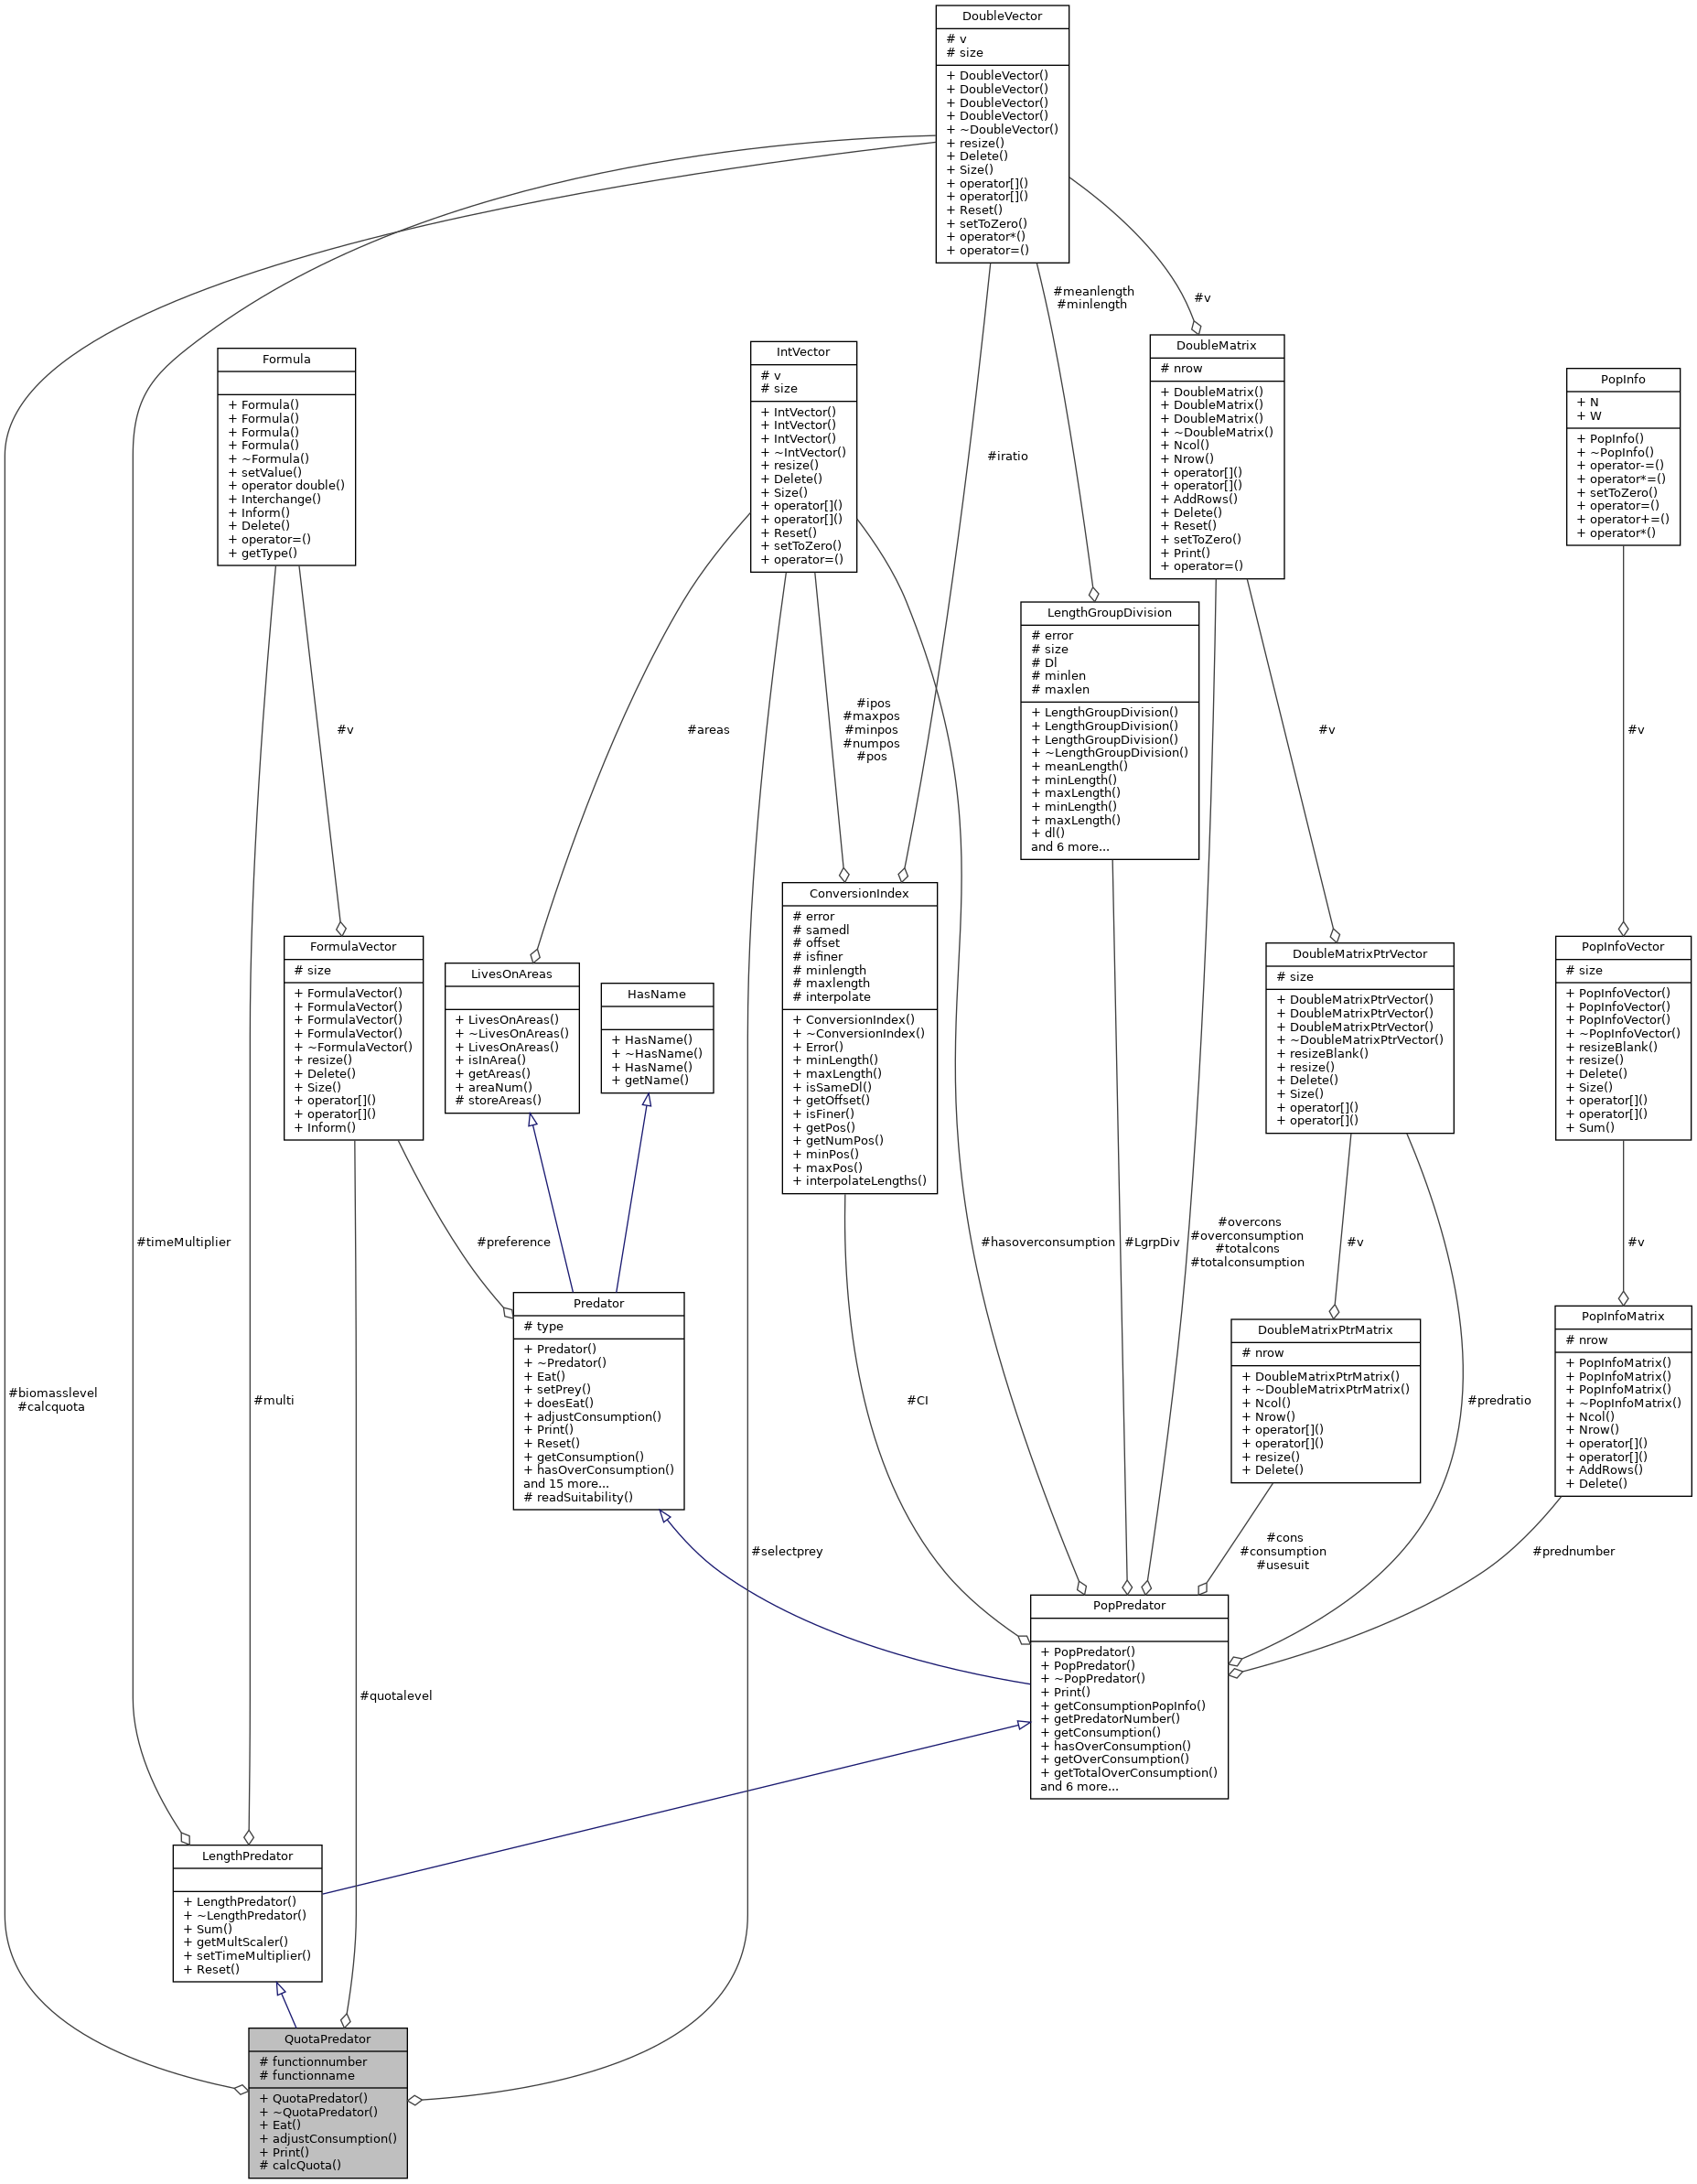 DoubleVector
# v
# size
+ DoubleVector()
+ DoubleVector()
+ DoubleVector()
+ DoubleVector()
+ ~DoubleVector()
+ resize()
+ Delete()
+ Size()
+ operator[]()
+ operator[]()
+ Reset()
+ setToZero()
+ operator*()
+ operator=()
#meanlength
#minlength
#v
Formula
+ Formula()
+ Formula()
+ Formula()
+ Formula()
+ ~Formula()
+ setValue()
+ operator double()
+ Interchange()
+ Inform()
+ Delete()
+ operator=()
+ getType()
IntVector
# v
# size
+ IntVector()
+ IntVector()
+ IntVector()
+ ~IntVector()
+ resize()
+ Delete()
+ Size()
+ operator[]()
+ operator[]()
+ Reset()
+ setToZero()
+ operator=()
#iratio
DoubleMatrix
# nrow
+ DoubleMatrix()
+ DoubleMatrix()
+ DoubleMatrix()
+ ~DoubleMatrix()
+ Ncol()
+ Nrow()
+ operator[]()
+ operator[]()
+ AddRows()
+ Delete()
+ Reset()
+ setToZero()
+ Print()
+ operator=()
PopInfo
+ N
+ W
+ PopInfo()
+ ~PopInfo()
+ operator-=()
+ operator*=()
+ setToZero()
+ operator=()
+ operator+=()
+ operator*()
LengthGroupDivision
# error
# size
# Dl
# minlen
# maxlen
+ LengthGroupDivision()
+ LengthGroupDivision()
+ LengthGroupDivision()
+ ~LengthGroupDivision()
+ meanLength()
+ minLength()
+ maxLength()
+ minLength()
+ maxLength()
+ dl()
and 6 more...
#v
#areas
#ipos
#maxpos
#minpos
#numpos
#pos
#v
#v
FormulaVector
# size
+ FormulaVector()
+ FormulaVector()
+ FormulaVector()
+ FormulaVector()
+ ~FormulaVector()
+ resize()
+ Delete()
+ Size()
+ operator[]()
+ operator[]()
+ Inform()
LivesOnAreas
+ LivesOnAreas()
+ ~LivesOnAreas()
+ LivesOnAreas()
+ isInArea()
+ getAreas()
+ areaNum()
# storeAreas()
HasName
+ HasName()
+ ~HasName()
+ HasName()
+ getName()
ConversionIndex
# error
# samedl
# offset
# isfiner
# minlength
# maxlength
# interpolate
+ ConversionIndex()
+ ~ConversionIndex()
+ Error()
+ minLength()
+ maxLength()
+ isSameDl()
+ getOffset()
+ isFiner()
+ getPos()
+ getNumPos()
+ minPos()
+ maxPos()
+ interpolateLengths()
DoubleMatrixPtrVector
# size
+ DoubleMatrixPtrVector()
+ DoubleMatrixPtrVector()
+ DoubleMatrixPtrVector()
+ ~DoubleMatrixPtrVector()
+ resizeBlank()
+ resize()
+ Delete()
+ Size()
+ operator[]()
+ operator[]()
PopInfoVector
# size
+ PopInfoVector()
+ PopInfoVector()
+ PopInfoVector()
+ ~PopInfoVector()
+ resizeBlank()
+ resize()
+ Delete()
+ Size()
+ operator[]()
+ operator[]()
+ Sum()
#timeMultiplier
#preference
#hasoverconsumption
#LgrpDiv
#overcons
#overconsumption
#totalcons
#totalconsumption
#v
#v
Predator
# type
+ Predator()
+ ~Predator()
+ Eat()
+ setPrey()
+ doesEat()
+ adjustConsumption()
+ Print()
+ Reset()
+ getConsumption()
+ hasOverConsumption()
and 15 more...
# readSuitability()
DoubleMatrixPtrMatrix
# nrow
+ DoubleMatrixPtrMatrix()
+ ~DoubleMatrixPtrMatrix()
+ Ncol()
+ Nrow()
+ operator[]()
+ operator[]()
+ resize()
+ Delete()
PopInfoMatrix
# nrow
+ PopInfoMatrix()
+ PopInfoMatrix()
+ PopInfoMatrix()
+ ~PopInfoMatrix()
+ Ncol()
+ Nrow()
+ operator[]()
+ operator[]()
+ AddRows()
+ Delete()
#biomasslevel
#calcquota
#multi
#CI
#predratio
#selectprey
#cons
#consumption
#usesuit
#prednumber
PopPredator
+ PopPredator()
+ PopPredator()
+ ~PopPredator()
+ Print()
+ getConsumptionPopInfo()
+ getPredatorNumber()
+ getConsumption()
+ hasOverConsumption()
+ getOverConsumption()
+ getTotalOverConsumption()
and 6 more...
#quotalevel
LengthPredator
+ LengthPredator()
+ ~LengthPredator()
+ Sum()
+ getMultScaler()
+ setTimeMultiplier()
+ Reset()
QuotaPredator
# functionnumber
# functionname
+ QuotaPredator()
+ ~QuotaPredator()
+ Eat()
+ adjustConsumption()
+ Print()
# calcQuota()